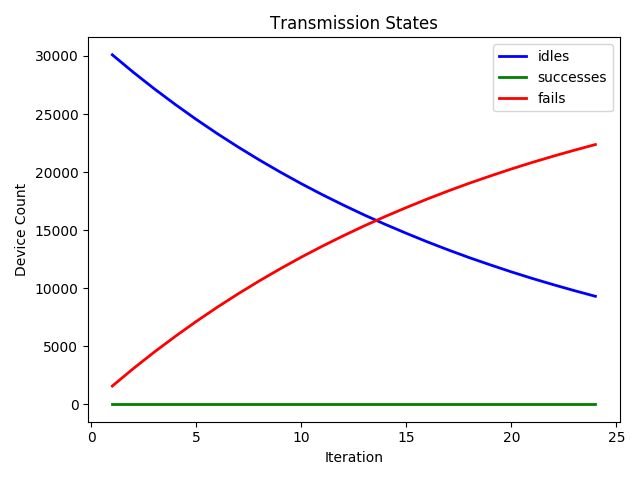 Transmission States
30000
25000
20000
15000
10000
5000
0
Device Count
idles
successes
fails
0 5 10 15 20 25
Iteration